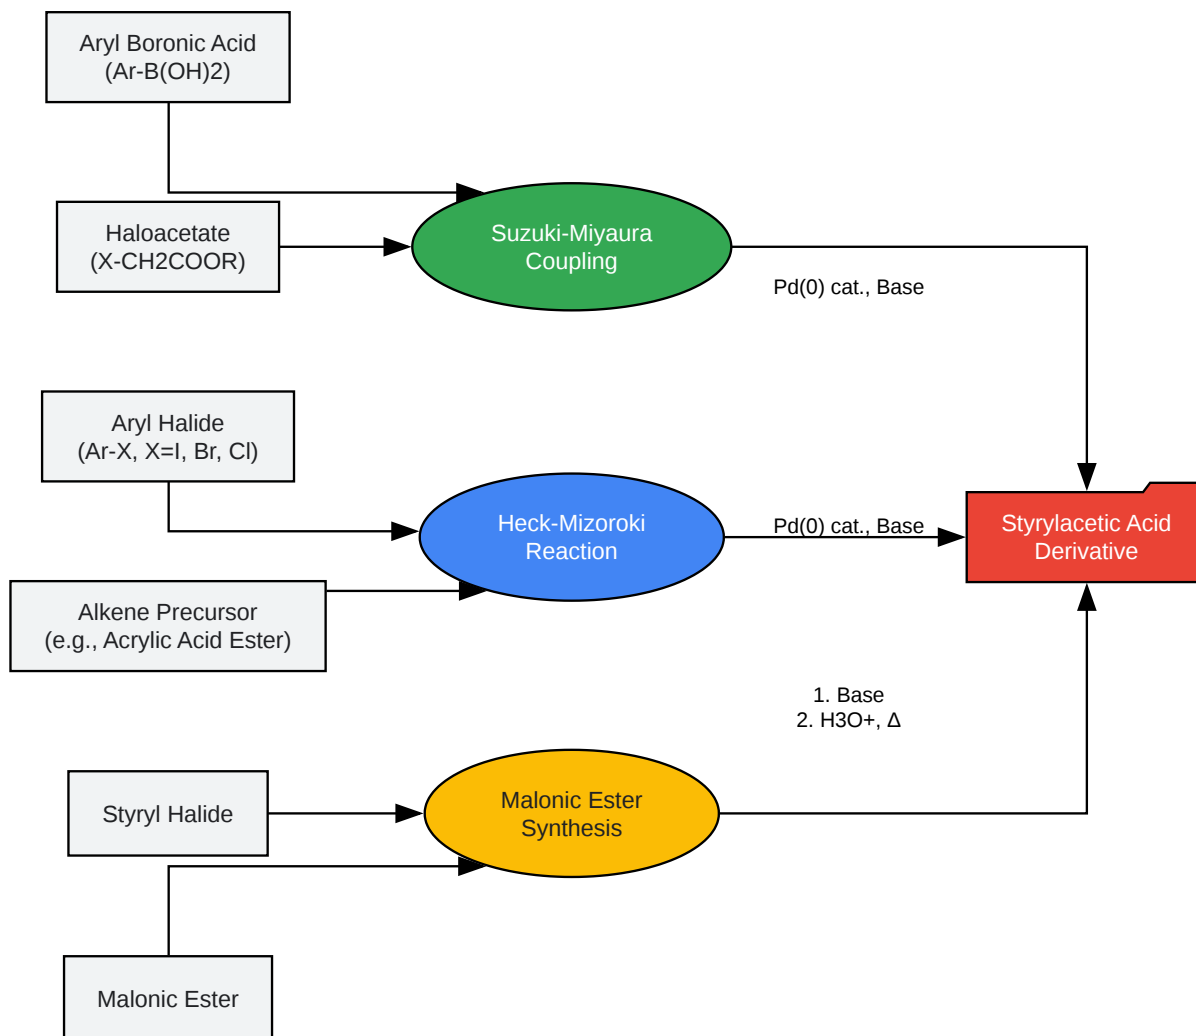 Aryl Boronic Acid
(Ar-B(OH)2)
Haloacetate
(X-CH2COOR)
Suzuki-Miyaura
Coupling
Pd(0) cat., Base
Aryl Halide
(Ar-X, X=I, Br, Cl)
Heck-Mizoroki
Reaction
Pd(0) cat., Base
Styrylacetic Acid
Derivative
Alkene Precursor
(e.g., Acrylic Acid Ester)
1. Base
2. H3O+, Δ
Styryl Halide
Malonic Ester
Synthesis
Malonic Ester